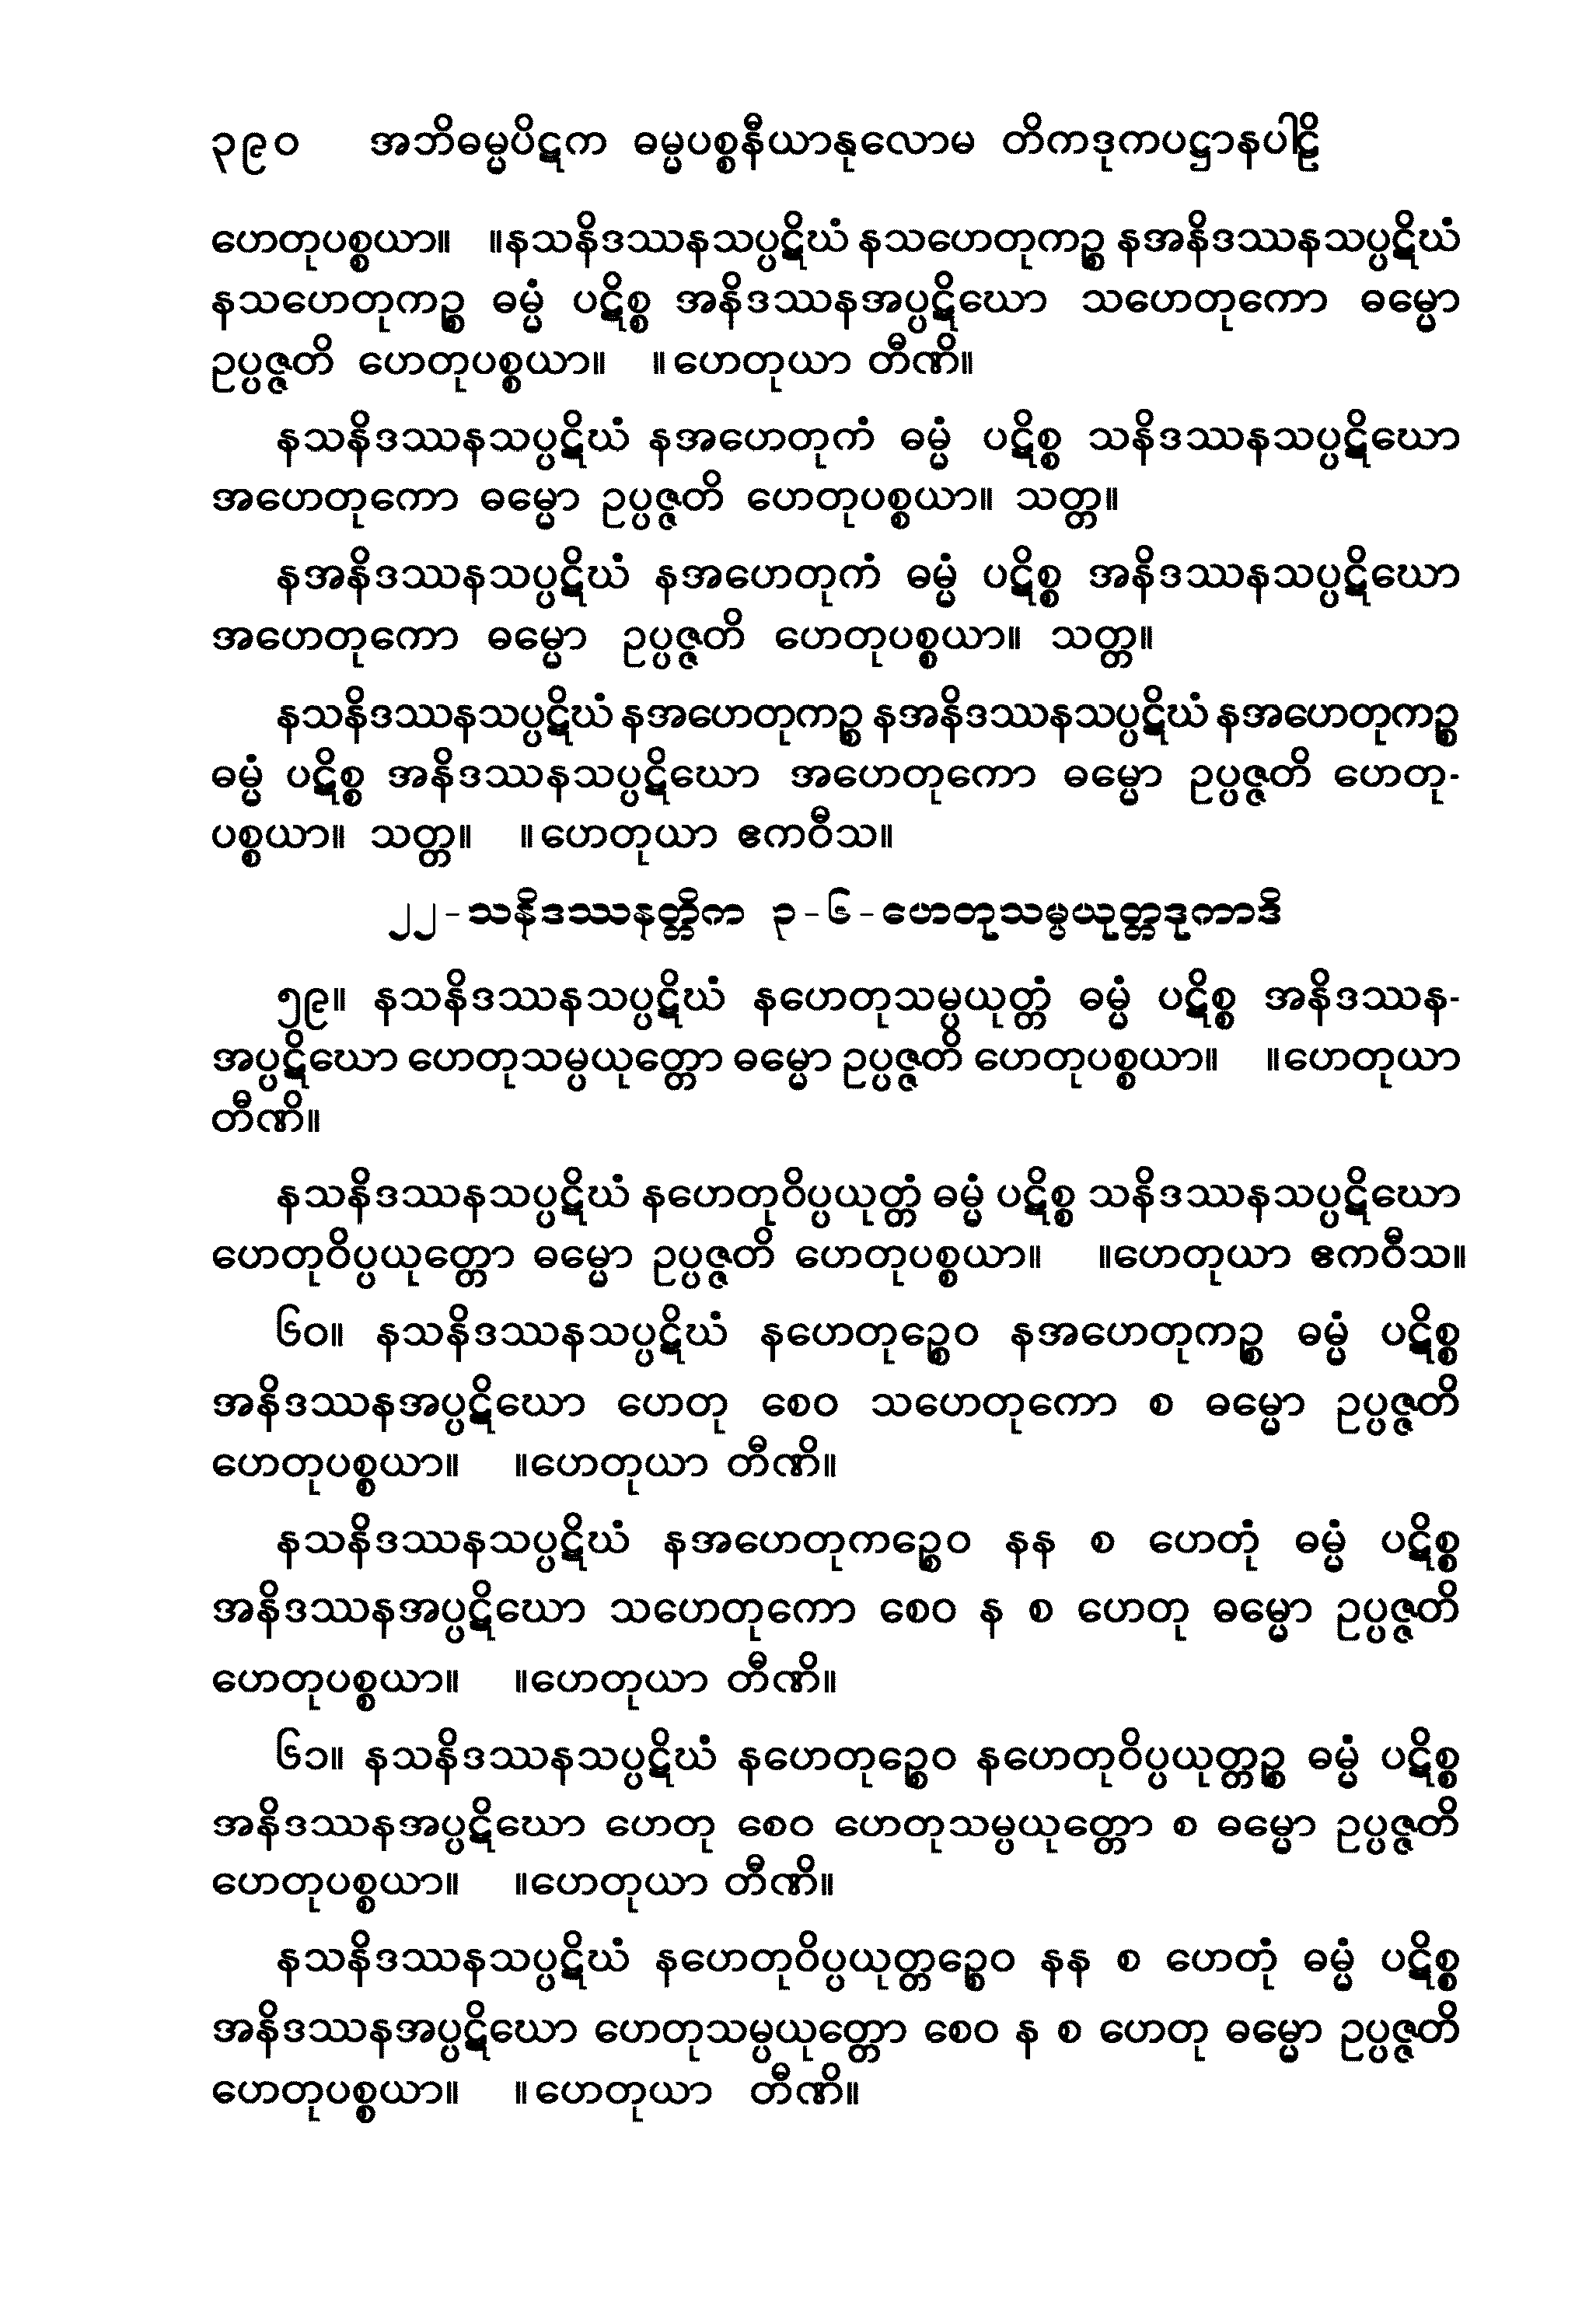 ၃၉၀ အဘိဓမ္မပိဋက ဓမ္မပစ္စနီယာနုလောမ တိကဒုကပဋ္ဌာနပါဠိ
ဟေတုပစ္စယာ။ ။နသနိဒဿနသပ္ပဋိဃံ နသဟေတုကဉ္စ နအနိဒဿနသပ္ပဋိဃံ
နသဟေတုကဉ္စ ဓမ္မံ ပဋိစ္စ အနိဒဿနအပ္ပဋိဃော သဟေတုကော ဓမ္မော
ဥပ္ပဇ္ဇတိ ဟေတုပစ္စယာ။ ။ဟေတုယာ တီဏိ။
နသနိဒဿနသပ္ပဋိဃံ နအဟေတုကံ ဓမ္မံ ပဋိစ္စ သနိဒဿနသပ္ပဋိဃော
အဟေတုကော ဓမ္မော ဥပ္ပဇ္ဇတိ ဟေတုပစ္စယာ။ သတ္တ။
နအနိဒဿနသပ္ပဋိဃံ နအဟေတုကံ ဓမ္မံ ပဋိစ္စ အနိဒဿနသပ္ပဋိဃော
အဟေတုကော ဓမ္မော ဥပ္ပဇ္ဇတိ ဟေတုပစ္စယာ။ သတ္တ။
နသနိဒဿနသပ္ပဋိဃံ နအဟေတုကဉ္စ နအနိဒဿနသပ္ပဋိဃံ နအဟေတုကဉ္စ
ဓမ္မံ ပဋိစ္စ အနိဒဿနသပ္ပဋိဃော အဟေတုကော ဓမ္မော ဥပ္ပဇ္ဇတိ ဟေတု-
ပစ္စယာ။ သတ္တ။ ။ဟေတုယာ ဧကဝီသ။
၂၂-သနိဒဿနတ္တိက ၃-၆-ဟေတုသမ္ပယုတ္တဒုကာဒိ
၅၉။ နသနိဒဿနသပ္ပဋိဃံ နဟေတုသမ္ပယုတ္တံ ဓမ္မံ ပဋိစ္စ အနိဒဿန-
အပ္ပဋိဃော ဟေတုသမ္ပယုတ္တော ဓမ္မော ဥပ္ပဇ္ဇတိ ဟေတုပစ္စယာ။ ။ဟေတုယာ
တီဏိ။
နသနိဒဿနသပ္ပဋိဃံ နဟေတုဝိပ္ပယုတ္တံ ဓမ္မံ ပဋိစ္စ သနိဒဿနသပ္ပဋိဃော
ဟေတုဝိပ္ပယုတ္တော ဓမ္မော ဥပ္ပဇ္ဇတိ ဟေတုပစ္စယာ။ ။ဟေတုယာ ဧကဝီသ။
၆၀။ နသနိဒဿနသပ္ပဋိဃံ နဟေတုဉ္စေဝ နအဟေတုကဉ္စ ဓမ္မံ ပဋိစ္စ
အနိဒဿနအပ္ပဋိဃော ဟေတု စေဝ သဟေတုကော စ ဓမ္မော ဥပ္ပဇ္ဇတိ
ဟေတုပစ္စယာ။ ။ဟေတုယာ တီဏိ။
နသနိဒဿနသပ္ပဋိဃံ နအဟေတုကဉ္စေဝ နန စ ဟေတုံ ဓမ္မံ ပဋိစ္စ
အနိဒဿနအပ္ပဋိဃော သဟေတုကော စေဝ န စ ဟေတု ဓမ္မော ဥပ္ပဇ္ဇတိ
ဟေတုပစ္စယာ။ ။ဟေတုယာ တီဏိ။
၆၁။ နသနိဒဿနသပ္ပဋိဃံ နဟေတုဉ္စေဝ နဟေတုဝိပ္ပယုတ္တဉ္စ ဓမ္မံ ပဋိစ္စ
အနိဒဿနအပ္ပဋိဃော ဟေတု စေဝ ဟေတုသမ္ပယုတ္တော စ ဓမ္မော ဥပ္ပဇ္ဇတိ
ဟေတုပစ္စယာ။ ။ဟေတုယာ တီဏိ။
နသနိဒဿနသပ္ပဋိဃံ နဟေတုဝိပ္ပယုတ္တဉ္စေဝ နန စ ဟေတုံ ဓမ္မံ ပဋိစ္စ
အနိဒဿနအပ္ပဋိဃော ဟေတုသမ္ပယုတ္တော စေဝ န စ ဟေတု ဓမ္မော ဥပ္ပဇ္ဇတိ
ဟေတုပစ္စယာ။ ။ဟေတုယာ တီဏိ။